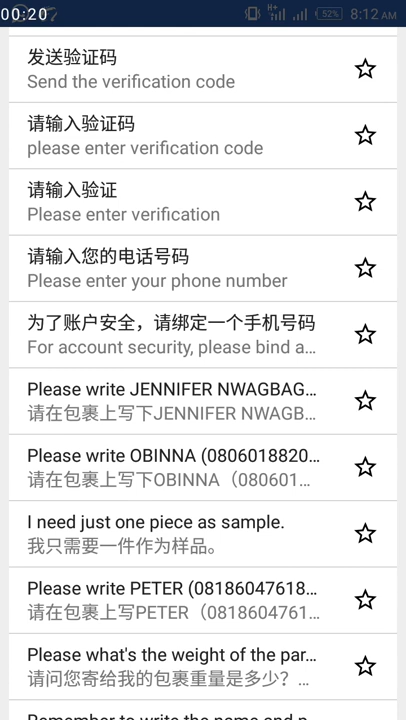 00:20
H+
52%
8:12 AM
发送验证码
Send the verification code
请输入验证码
please enter verification code
请输入验证
Please enter verification
请输入您的电话号码
Please enter your phone number
为了账户安全，请绑定一个手机号码
For account security, please bind a...
Please write JENNIFER NWAGBAG...
请在包裹上写下JENNIFER NWAGB...
Please write OBINNA (0806018820...
请在包裹上写下OBINNA（080601...
I need just one piece as sample.
我只需要一件作为样品。
Please write PETER (08186047618...
请在包裹上写PETER（0818604761...
Please what's the weight of the par...
请问您寄给我的包裹重量是多少？...
Remember to write the name and p